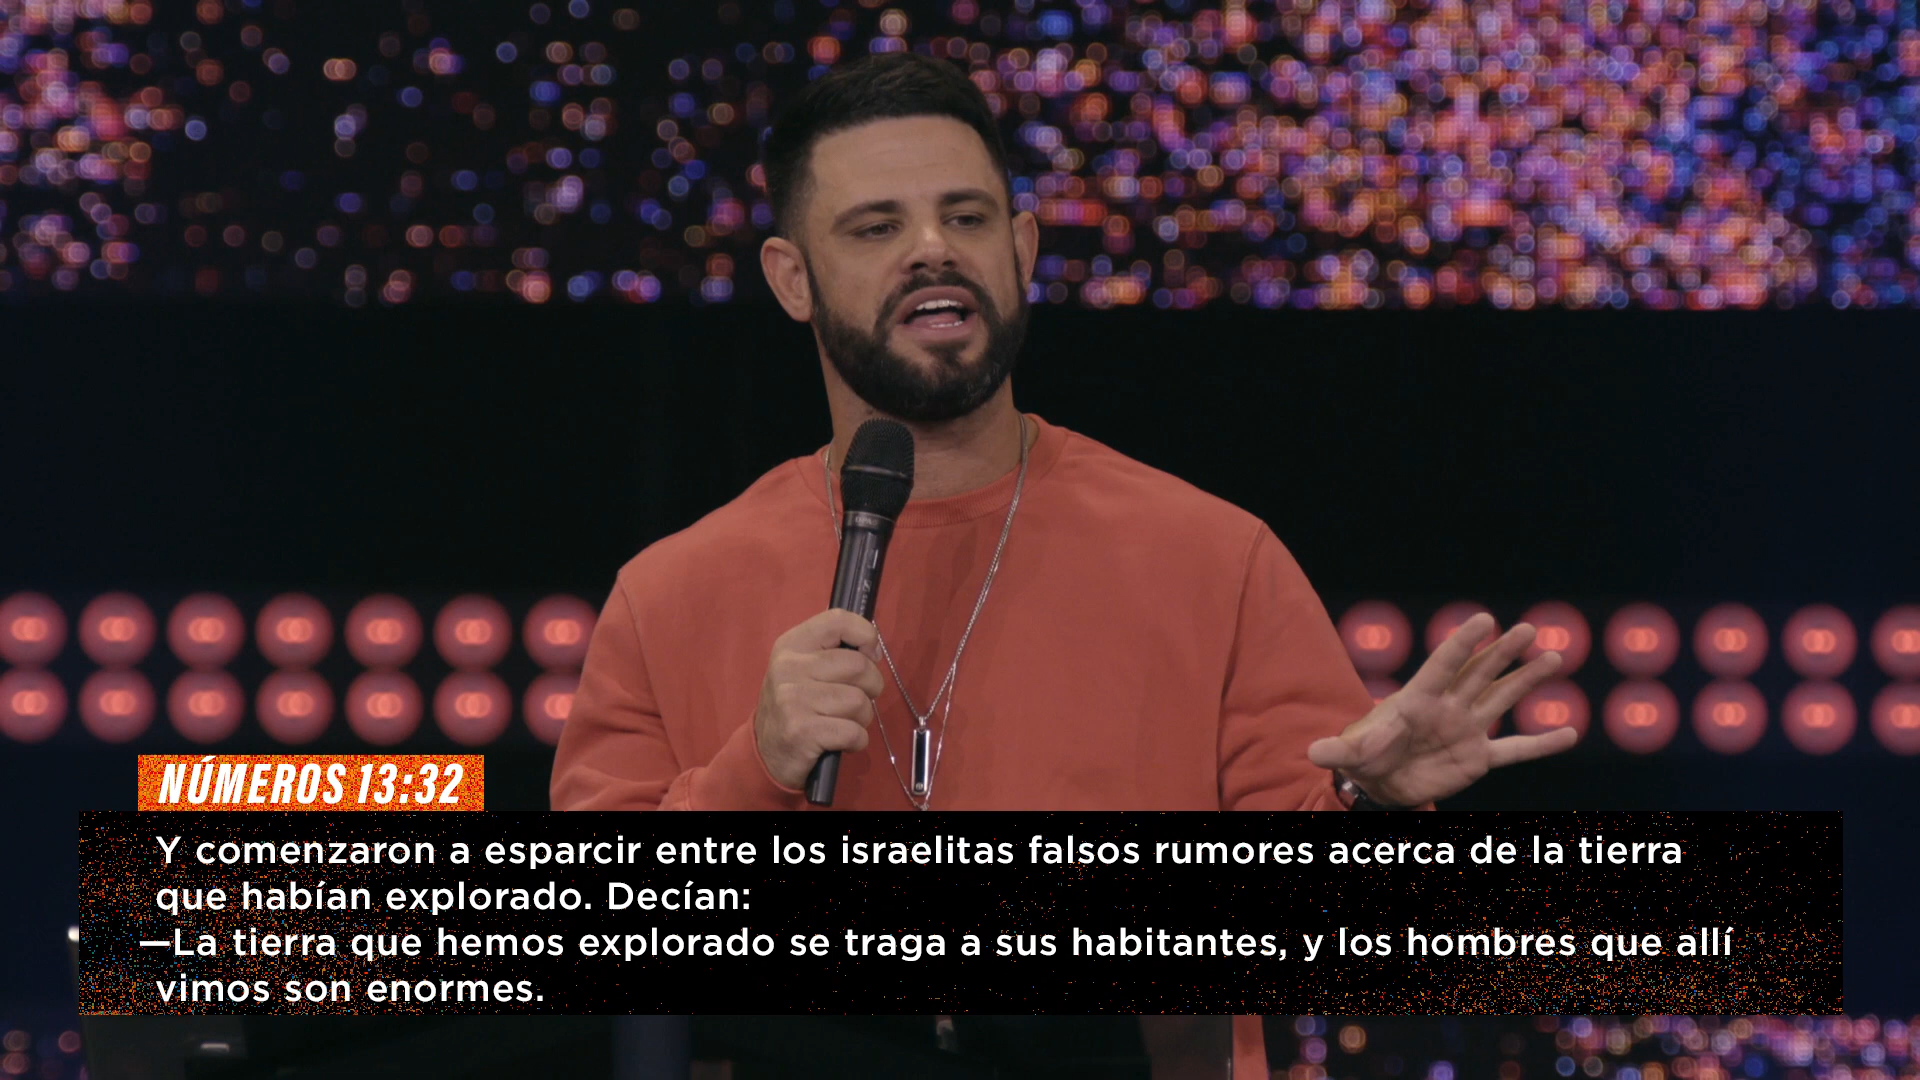 NÚMEROS 13:32
Y comenzaron a esparcir entre los israelitas falsos rumores acerca de la tierra
que habían explorado. Decían:
—La tierra que hemos explorado se traga a sus habitantes, y los hombres que allí
vimos son enormes.